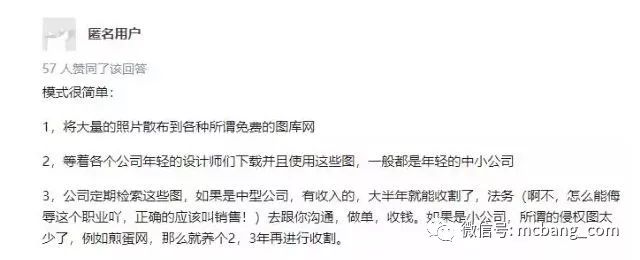 匿名用户
57 人赞同了该回答
模式很简单：
1，将大量的照片散布到各种所谓免费的图库网
2，等着各个公司年轻的设计师们下载并且使用这些图，一般都是年轻的中小公司
3，公司定期检索这些图，如果是中型公司，有收入的，大半年就能收割了，法务（啊不，怎么能侮
辱这个职业吖，正确的应该叫销售！）去跟你沟通，做单，收钱。如果是小公司，所谓的侵权图太
少了，例如煎蛋网，那么就养个2，3年再进行收割。
微信号: mcbang_com